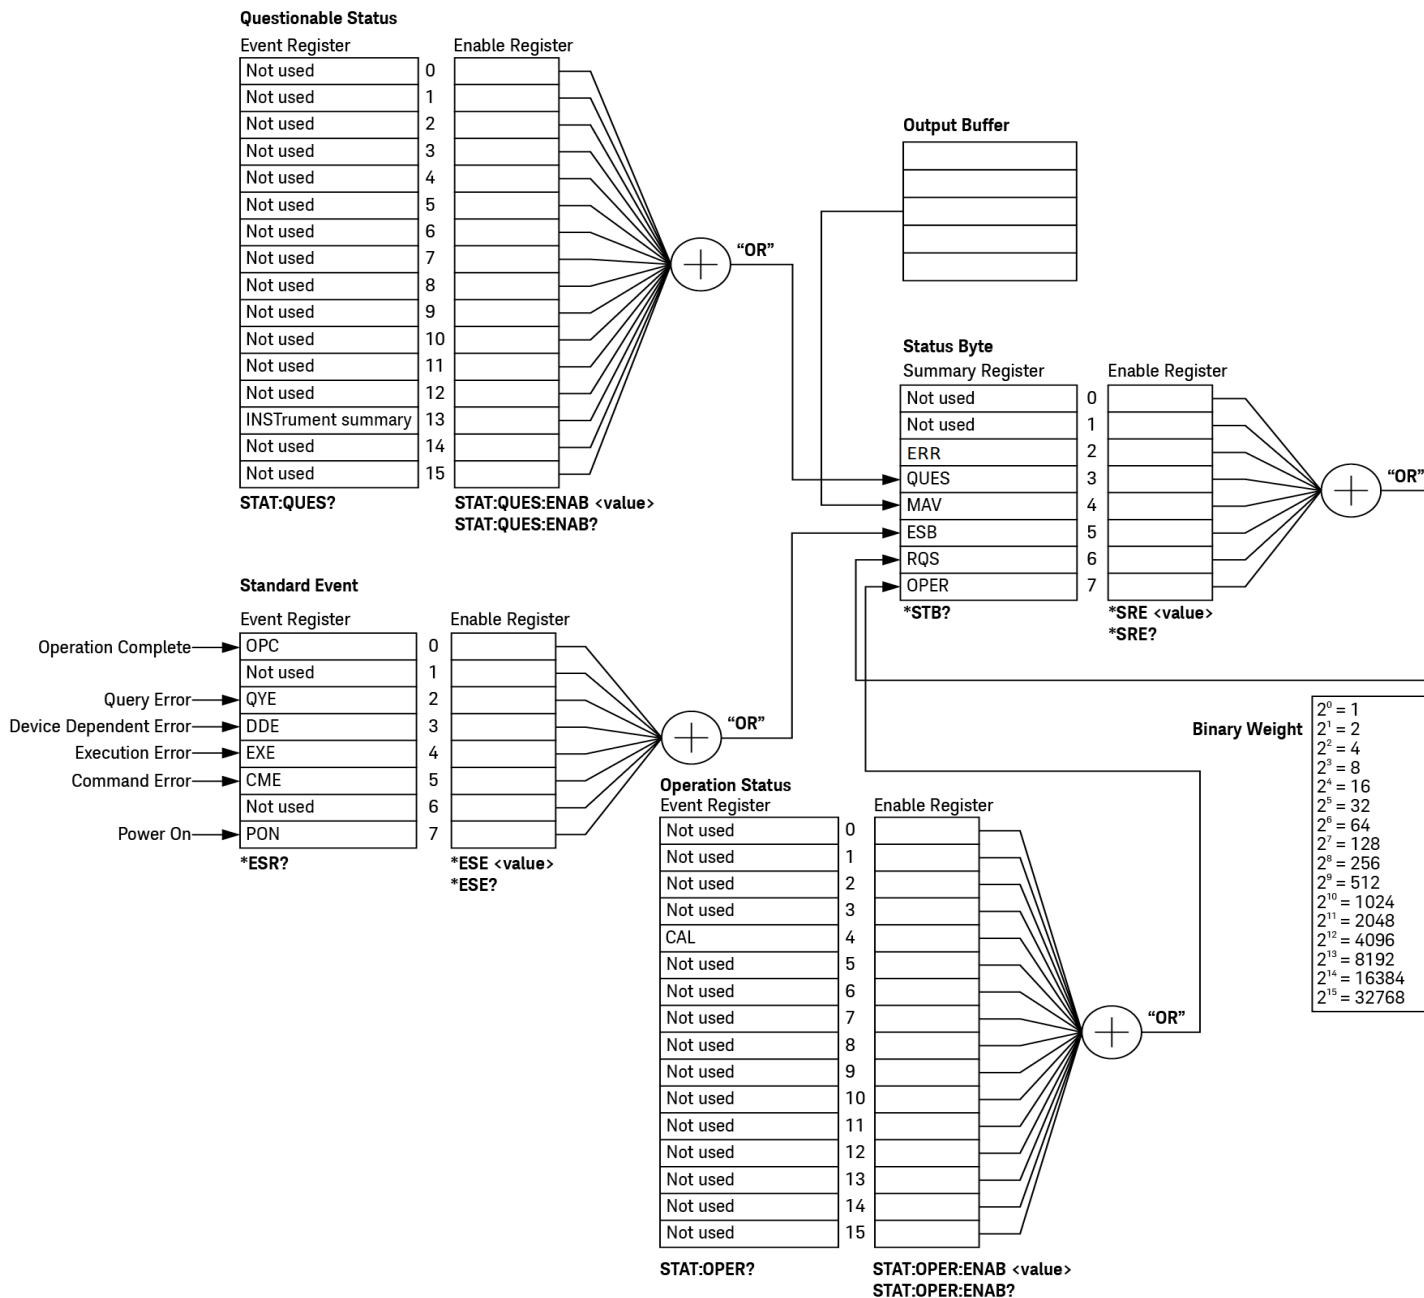 Questionable Status
Event Register Enable Register
Not used 0
Not used 1
Not used 2
Not used 3
Not used 4
Not used 5
Not used 6
Not used 7
Not used 8
Not used 9
Not used 10
Not used 11
Not used 12
INSTrument summary 13
Not used 14
Not used 15
STAT:QUES? STAT:QUES:ENAB <value>
STAT:QUES:ENAB?
"OR"
Output Buffer
Status Byte
Summary Register Enable Register
Not used 0
Not used 1
ERR 2
QUES 3
MAV 4
ESB 5
RQS 6
OPER 7
*STB? *SRE <value>
*SRE?
"OR"
Standard Event
Event Register Enable Register
Operation Complete OPC 0
Not used 1
Query Error QYE 2
Device Dependent Error DDE 3
Execution Error EXE 4
Command Error CME 5
Not used 6
Power On PON 7
*ESR? *ESE <value>
*ESE?
"OR"
Operation Status
Event Register Enable Register
Not used 0
Not used 1
Not used 2
Not used 3
CAL 4
Not used 5
Not used 6
Not used 7
Not used 8
Not used 9
Not used 10
Not used 11
Not used 12
Not used 13
Not used 14
Not used 15
STAT:OPER? STAT:OPER:ENAB <value>
STAT:OPER:ENAB?
"OR"
Binary Weight
2⁰ = 1
2¹ = 2
2² = 4
2³ = 8
2⁴ = 16
2⁵ = 32
2⁶ = 64
2⁷ = 128
2⁸ = 256
2⁹ = 512
2¹⁰ = 1024
2¹¹ = 2048
2¹² = 4096
2¹³ = 8192
2¹⁴ = 16384
2¹⁵ = 32768